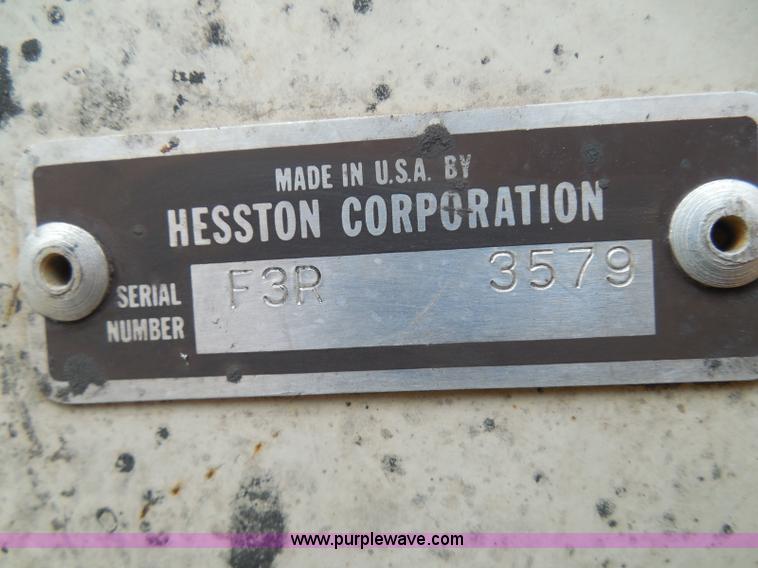 MADE IN U.S.A. BY
HESSTON CORPORATION
SERIAL NUMBER
F3R 3579
www.purplewave.com